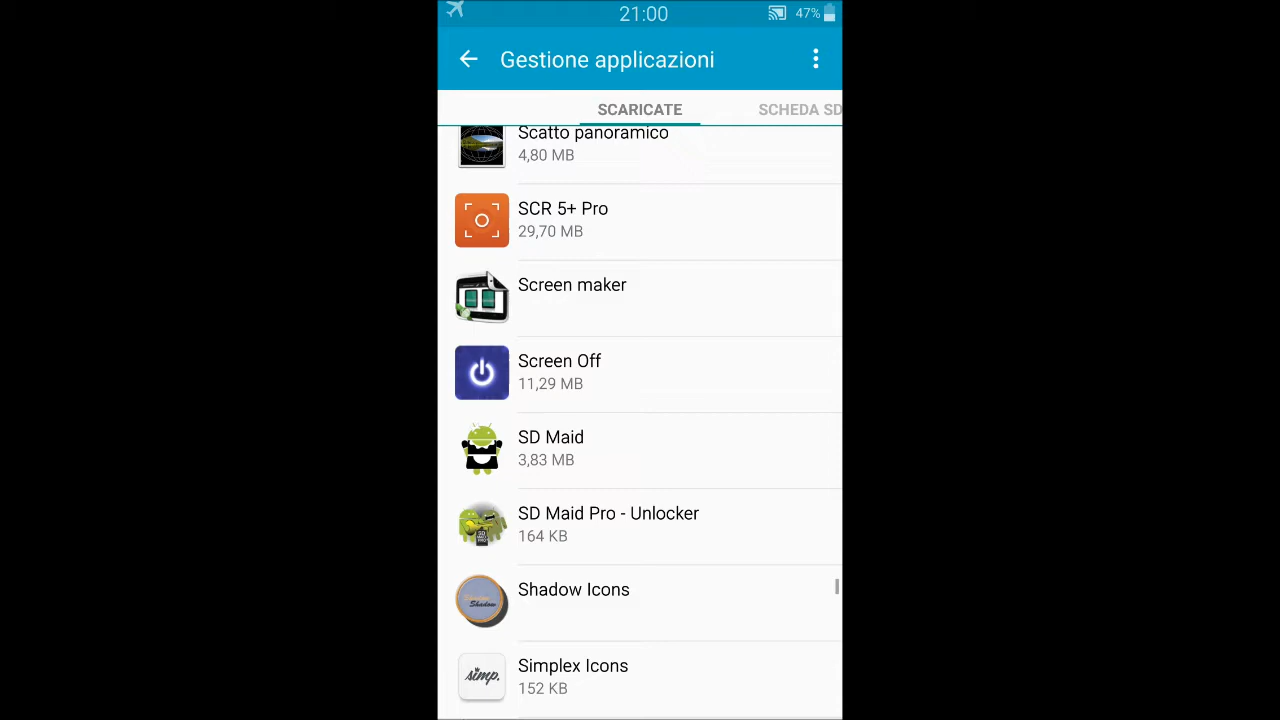 21:00
47%
Gestione applicazioni
SCARICATE
SCHEDA SD
Scatto panoramico
4,80 MB
SCR 5+ Pro
29,70 MB
Screen maker
Screen Off
11,29 MB
SD Maid
3,83 MB
SD Maid Pro - Unlocker
164 KB
Shadow Icons
Simplex Icons
simp.
152 KB